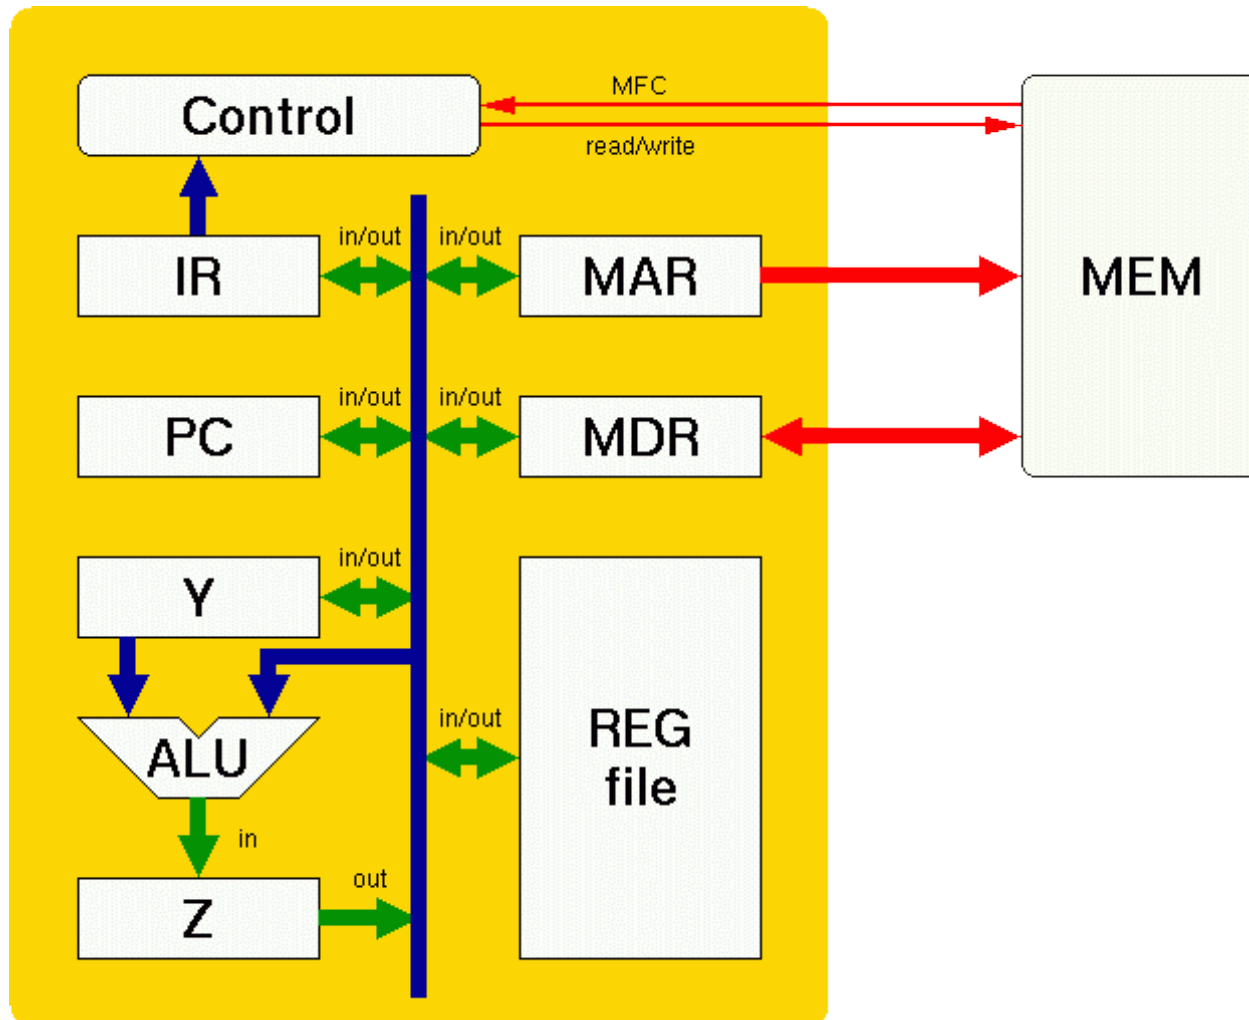 MFC
Control
read/write
in/out
in/out
IR
MAR
MEM
in/out
in/out
PC
MDR
in/out
Y
in/out
REG
file
ALU
in
out
Z